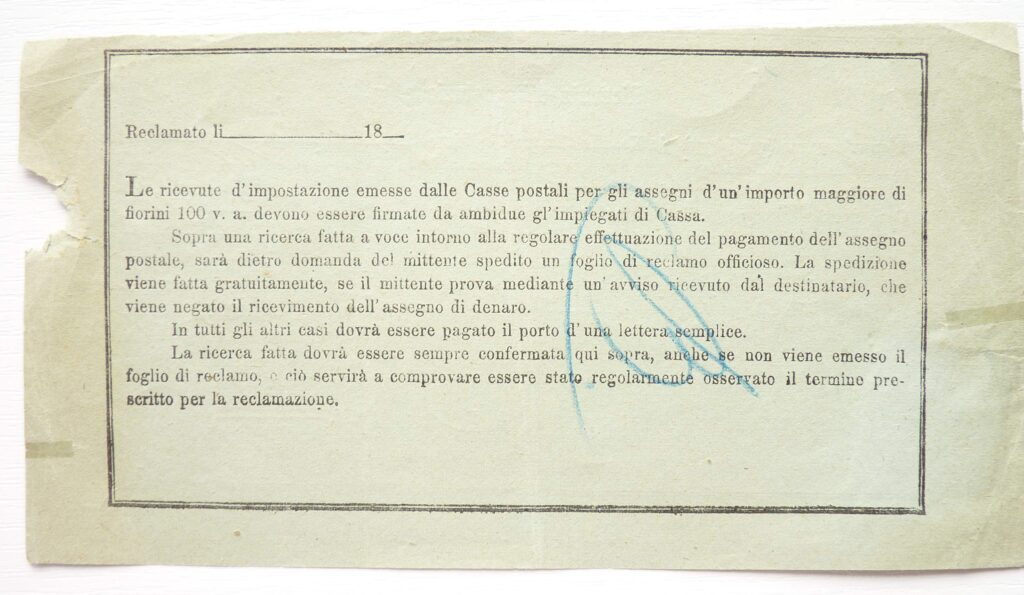 Reclamato li____________18__
Le ricevute d'impostazione emesse dalle Casse postali per gli assegni d'un'importo maggiore di
fiorini 100 v. a. devono essere firmate da ambidue gl'impiegati di Cassa.
Sopra una ricerca fatta a voce intorno alla regolare effettuazione del pagamento dell'assegno
postale, sarà dietro domanda del mittente spedito un foglio di reclamo officioso. La spedizione
viene fatta gratuitamente, se il mittente prova mediante un'avviso ricevuto dal destinatario, che
viene negato il ricevimento dell'assegno di denaro.
In tutti gli altri casi dovrà essere pagato il porto d'una lettera semplice.
La ricerca fatta dovrà essere sempre confermata qui sopra, anche se non viene emesso il
foglio di reclamo, e ciò servirà a comprovare essere stato regolarmente osservato il termine pre-
scritto per la reclamazione.